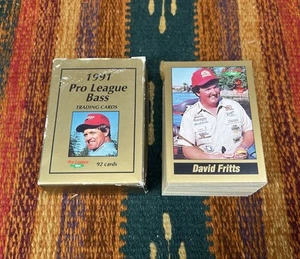 1991
Pro League
Bass
TRADING CARDS
92 cards
David Fritts